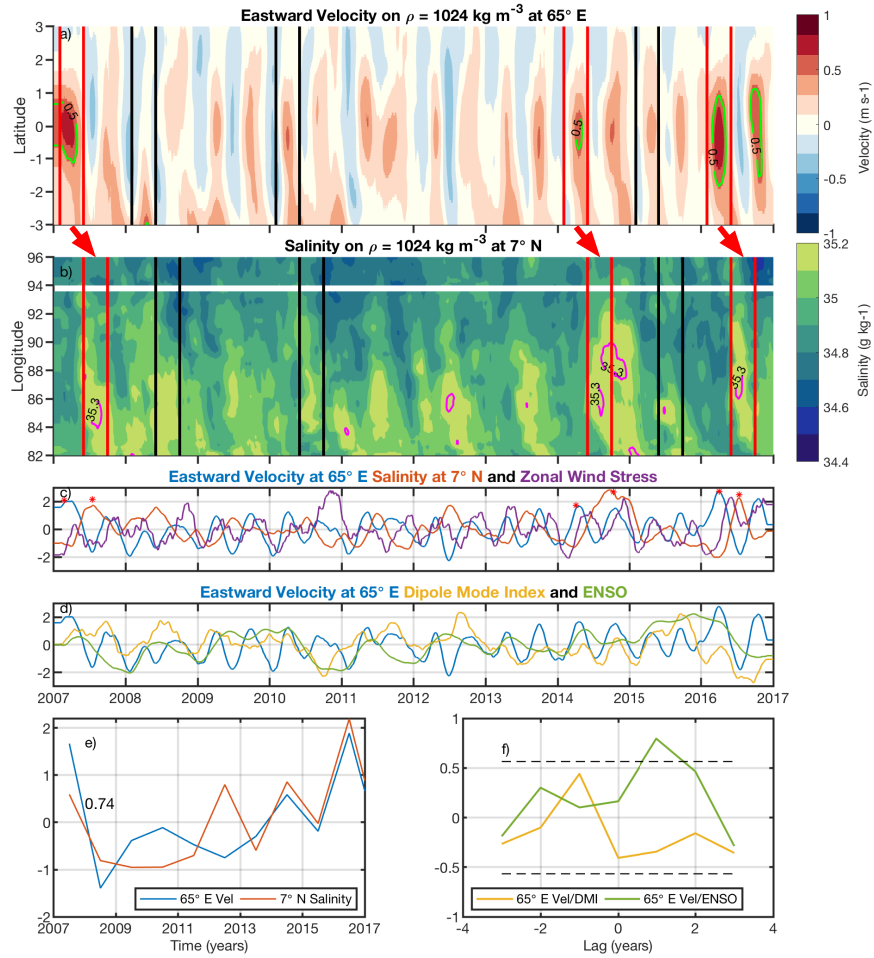 Eastward Velocity on ρ = 1024 kg m-3 at 65° E
a)
3
2
1
0
-1
-2
-3
Latitude
0.5
0.5
0.5
0.5
1
0.5
0
-0.5
-1
Velocity (m s-1)
Salinity on ρ = 1024 kg m-3 at 7° N
b)
96
94
92
90
88
86
84
82
Longitude
35.3
35.3
35.3
35.3
35.2
35
34.8
34.6
34.4
Salinity (g kg-1)
Eastward Velocity at 65° E Salinity at 7° N and Zonal Wind Stress
c)
2
0
-2
Eastward Velocity at 65° E Dipole Mode Index and ENSO
d)
2
0
-2
2007 2008 2009 2010 2011 2012 2013 2014 2015 2016 2017
e)
2
1
0
-1
-2
0.74
65° E Vel 7° N Salinity
2007 2009 2011 2013 2015 2017
Time (years)
f)
1
0.5
0
-0.5
-1
65° E Vel/DMI 65° E Vel/ENSO
-4 -2 0 2 4
Lag (years)